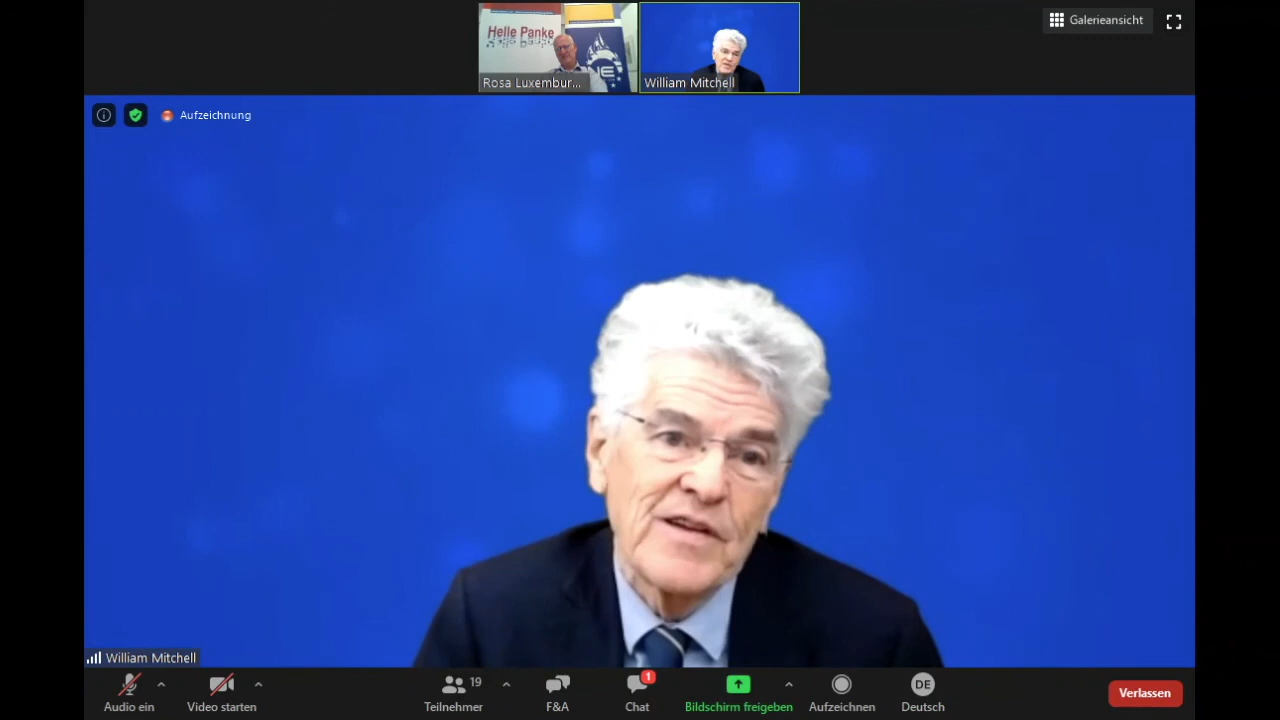 Helle Panke
Rosa Luxembur...
William Mitchell
Galerieansicht
Aufzeichnung
William Mitchell
Audio ein
Video starten
19
Teilnehmer
F&A
1
Chat
Bildschirm freigeben
Aufzeichnen
DE
Deutsch
Verlassen